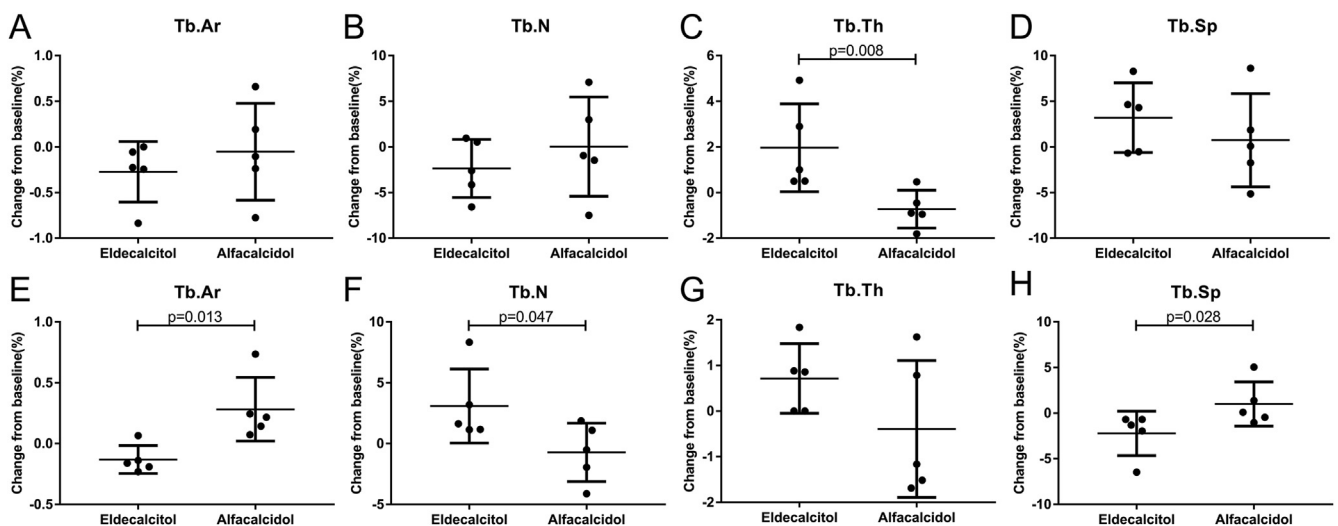 A
Tb.Ar
Change from baseline(%)
1.0
0.5
0.0
-0.5
-1.0
Eldecalcitol Alfacalcidol
B
Tb.N
Change from baseline(%)
10
5
0
-5
-10
Eldecalcitol Alfacalcidol
C
Tb.Th
p=0.008
Change from baseline(%)
6
4
2
0
-2
Eldecalcitol Alfacalcidol
D
Tb.Sp
Change from baseline(%)
10
5
0
-5
-10
Eldecalcitol Alfacalcidol
E
Tb.Ar
p=0.013
Change from baseline(%)
1.0
0.5
0.0
-0.5
Eldecalcitol Alfacalcidol
F
Tb.N
p=0.047
Change from baseline(%)
10
5
0
-5
Eldecalcitol Alfacalcidol
G
Tb.Th
Change from baseline(%)
2
1
0
-1
-2
Eldecalcitol Alfacalcidol
H
Tb.Sp
p=0.028
Change from baseline(%)
10
5
0
-5
-10
Eldecalcitol Alfacalcidol